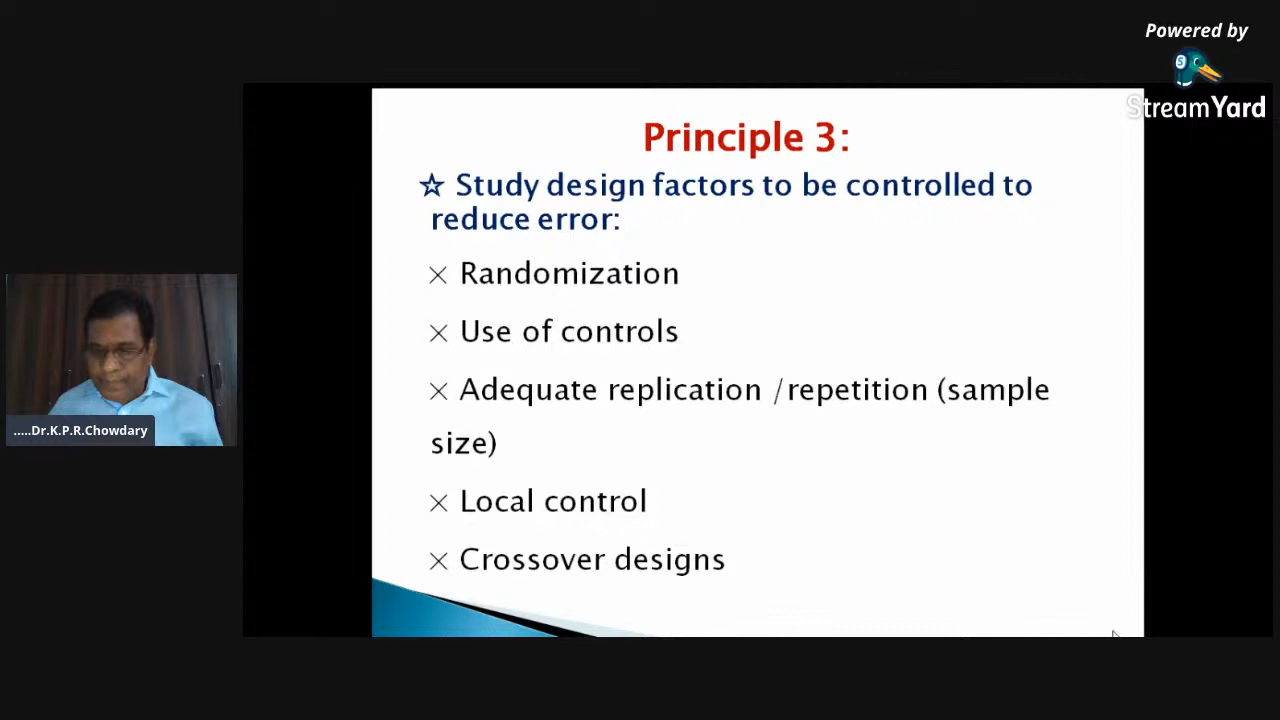 Powered by
StreamYard
Principle 3:
☆ Study design factors to be controlled to
reduce error:
× Randomization
× Use of controls
× Adequate replication /repetition (sample
size)
× Local control
× Crossover designs
.....Dr.K.P.R.Chowdary